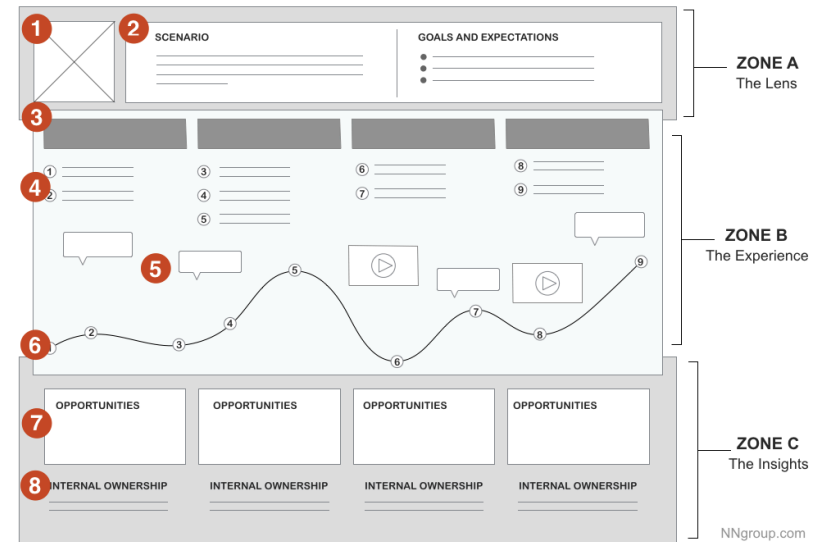 1
2
SCENARIO
GOALS AND EXPECTATIONS
ZONE A
The Lens
3
4
1
2
3
4
5
6
7
8
9
5
ZONE B
The Experience
6
1
2
3
4
5
6
7
8
9
7
OPPORTUNITIES
OPPORTUNITIES
OPPORTUNITIES
OPPORTUNITIES
ZONE C
The Insights
8
INTERNAL OWNERSHIP
INTERNAL OWNERSHIP
INTERNAL OWNERSHIP
INTERNAL OWNERSHIP
NNgroup.com